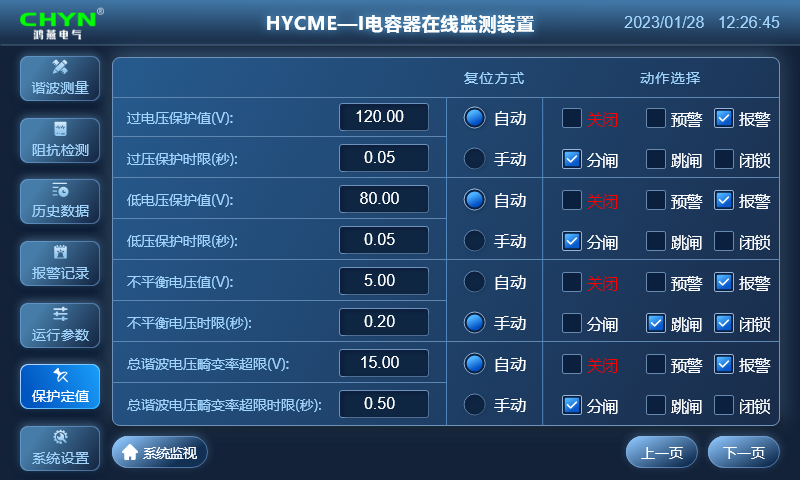 CHYN®
鸿蕉电气
HYCME—I电容器在线监测装置
2023/01/28 12:26:45
谐波测量
阻抗检测
历史数据
报警记录
运行参数
保护定值
系统设置
复位方式 动作选择
过电压保护值(V): 120.00 自动 关闭 预警 报警
过压保护时限(秒): 0.05 手动 分闸 跳闸 闭锁
低电压保护值(V): 80.00 自动 关闭 预警 报警
低压保护时限(秒): 0.05 手动 分闸 跳闸 闭锁
不平衡电压值(V): 5.00 自动 关闭 预警 报警
不平衡电压时限(秒): 0.20 手动 分闸 跳闸 闭锁
总谐波电压畸变率超限(V): 15.00 自动 关闭 预警 报警
总谐波电压畸变率超限时限(秒): 0.50 手动 分闸 跳闸 闭锁
系统监视 上一页 下一页